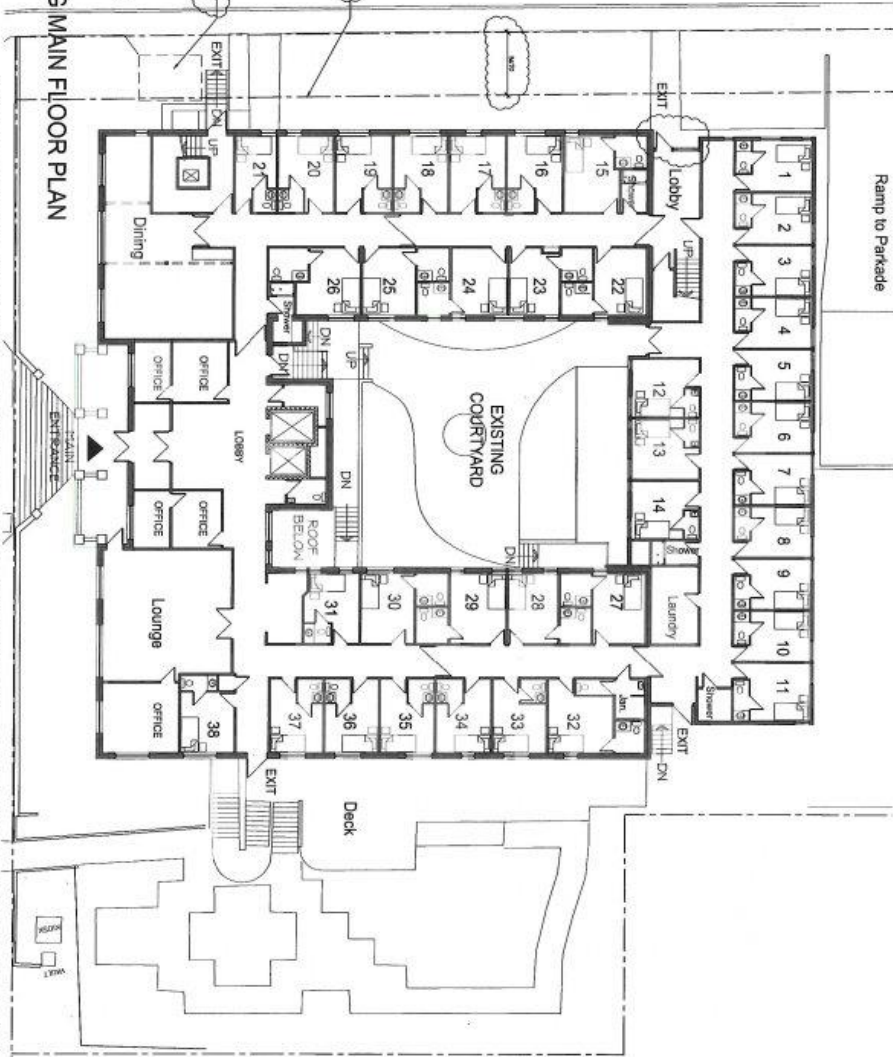 G MAIN FLOOR PLAN
Ramp to Parkade
EXIT
EXIT
DN
UP
21
20
19
18
17
16
15
Shower
Lobby
UP
1
2
3
4
5
6
7
8
9
10
11
Dining
26
25
24
23
22
Shower
DN
DN
UP
OFFICE
OFFICE
LOBBY
EXISTING
COURTYARD
12
13
14
Shower
Laundry
MAIN
ENTRANCE
OFFICE
OFFICE
ROOF
BELOW
DN
DN
31
30
29
28
27
Shower
Lounge
OFFICE
38
37
36
35
34
33
32
Jan.
EXIT
DN
EXIT
Deck
KIOSK
VAULT